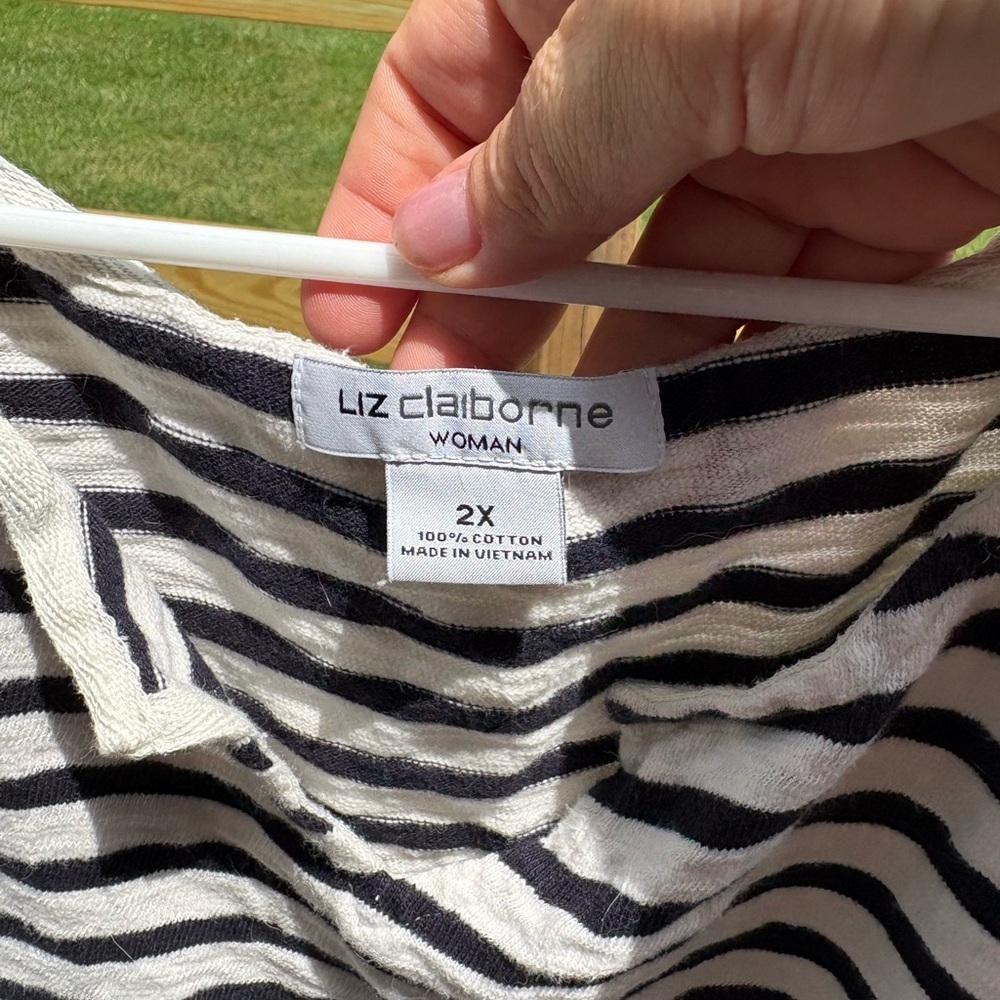 LIZ claiborne
WOMAN
2X
100% COTTON
MADE IN VIETNAM